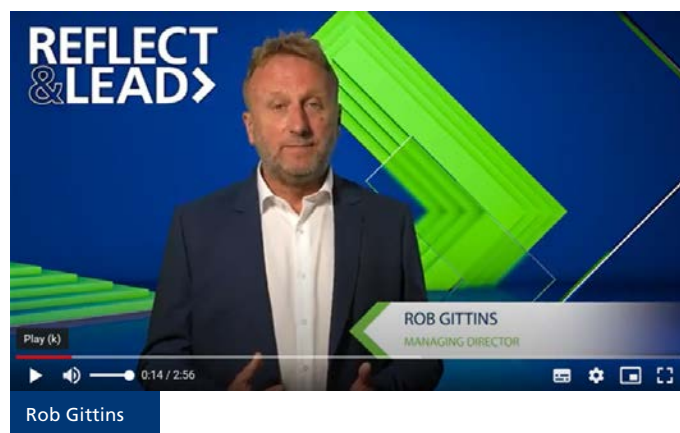 REFLECT
&LEAD
ROB GITTINS
MANAGING DIRECTOR
Play (k)
0:14 / 2:56
Rob Gittins